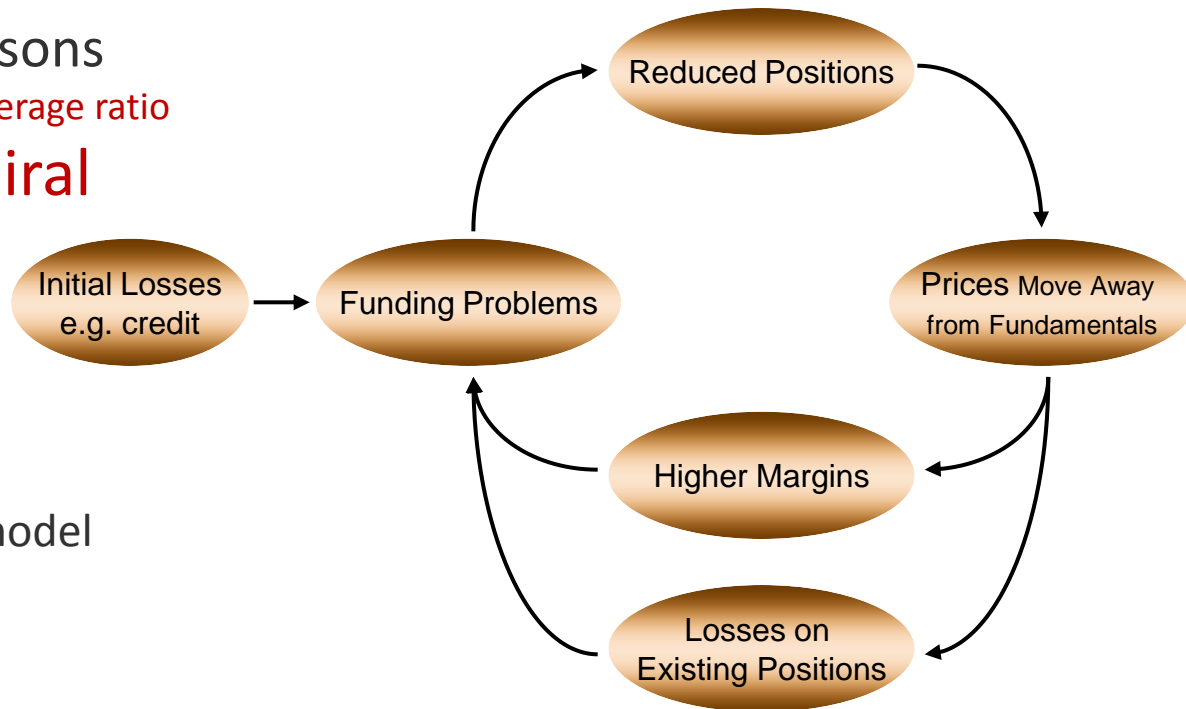 sons
erage ratio
iral
Reduced Positions
Initial Losses
e.g. credit
Funding Problems
Prices Move Away
from Fundamentals
Higher Margins
nodel
Losses on
Existing Positions